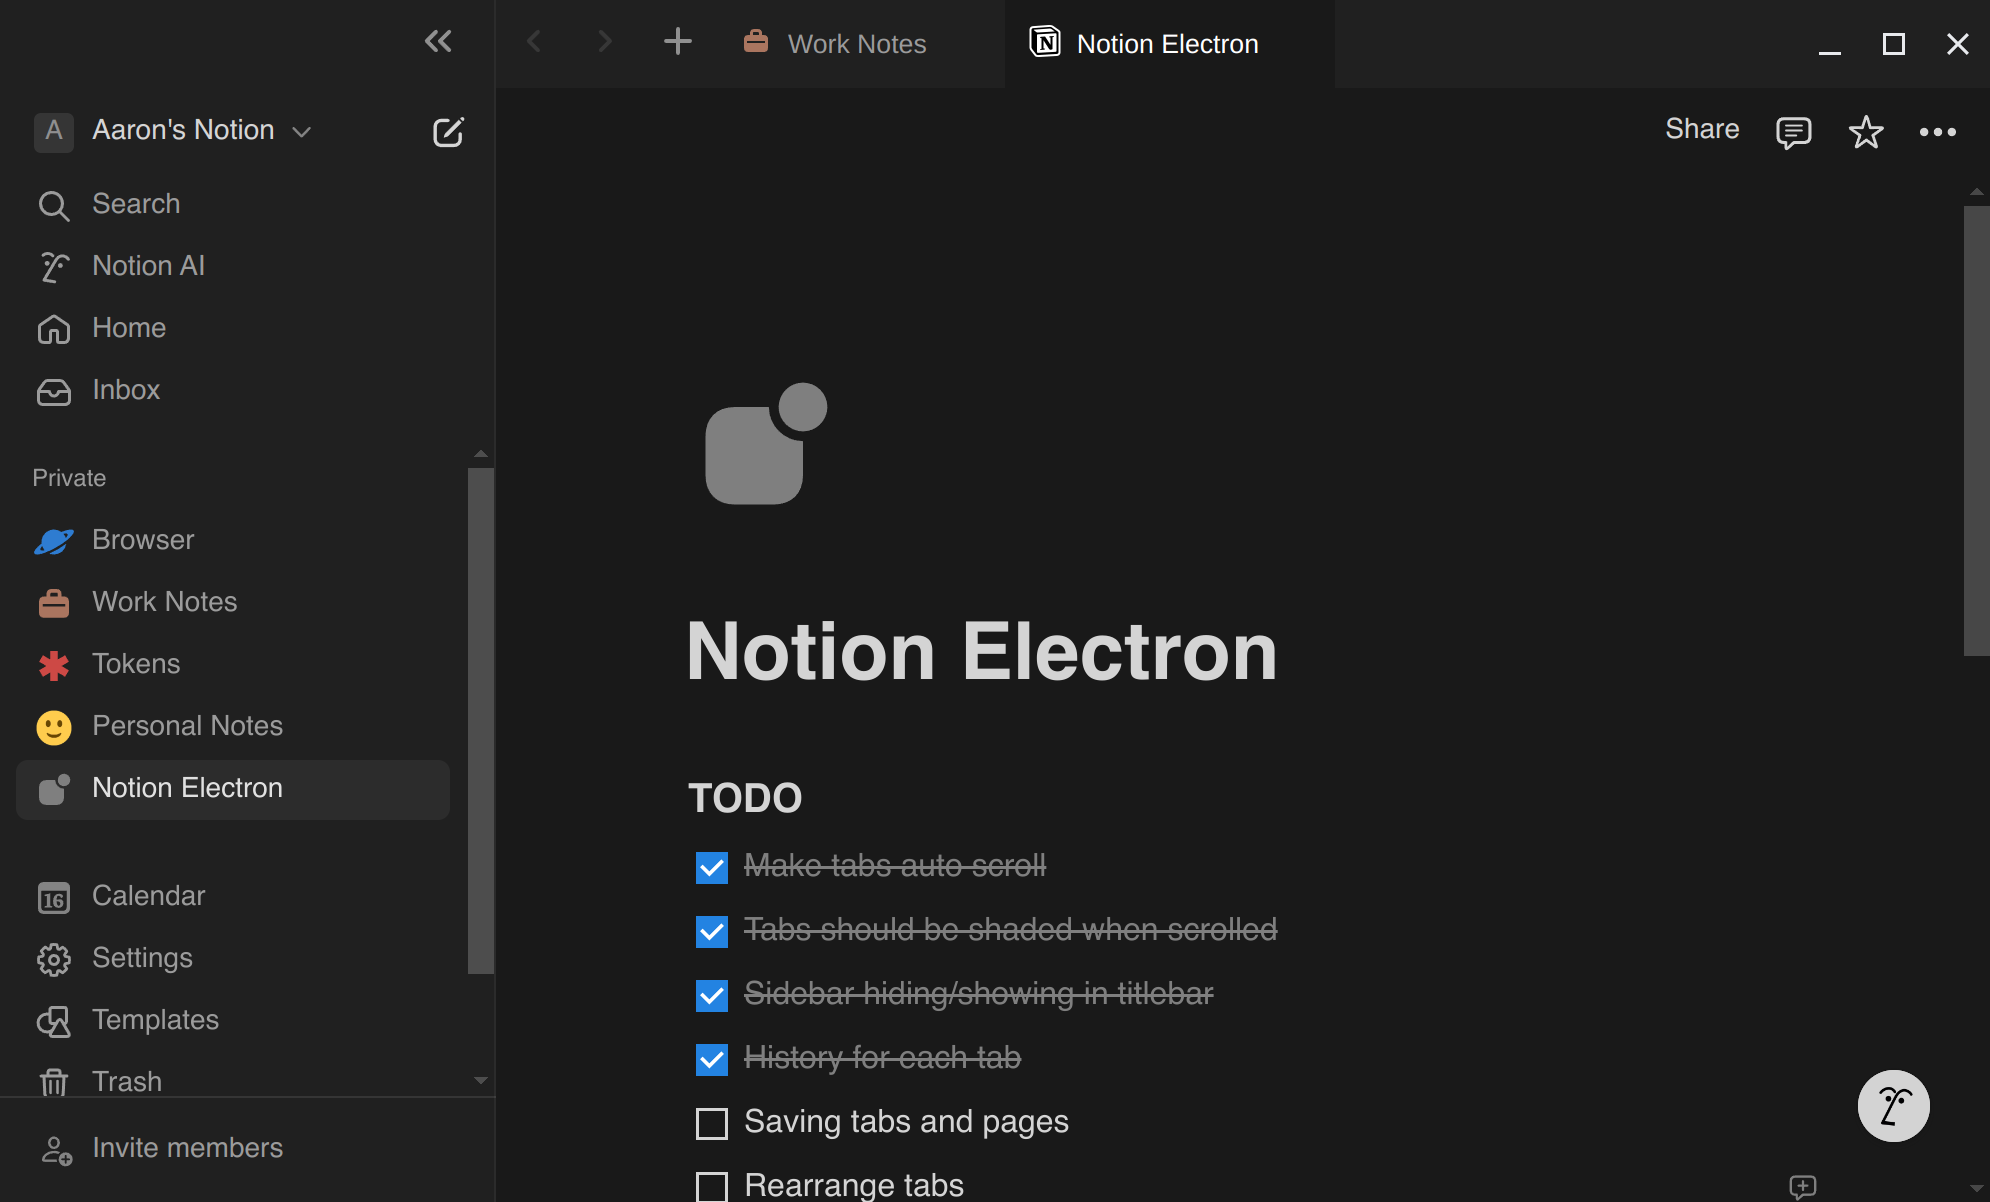 Work Notes
Notion Electron
A
Aaron's Notion
Share
Search
Notion AI
Home
Inbox
Private
Browser
Work Notes
Tokens
Personal Notes
Notion Electron
16
Calendar
Settings
Templates
Trash
Invite members
Notion Electron
TODO
Make tabs auto scroll
Tabs should be shaded when scrolled
Sidebar hiding/showing in titlebar
History for each tab
Saving tabs and pages
Rearrange tabs